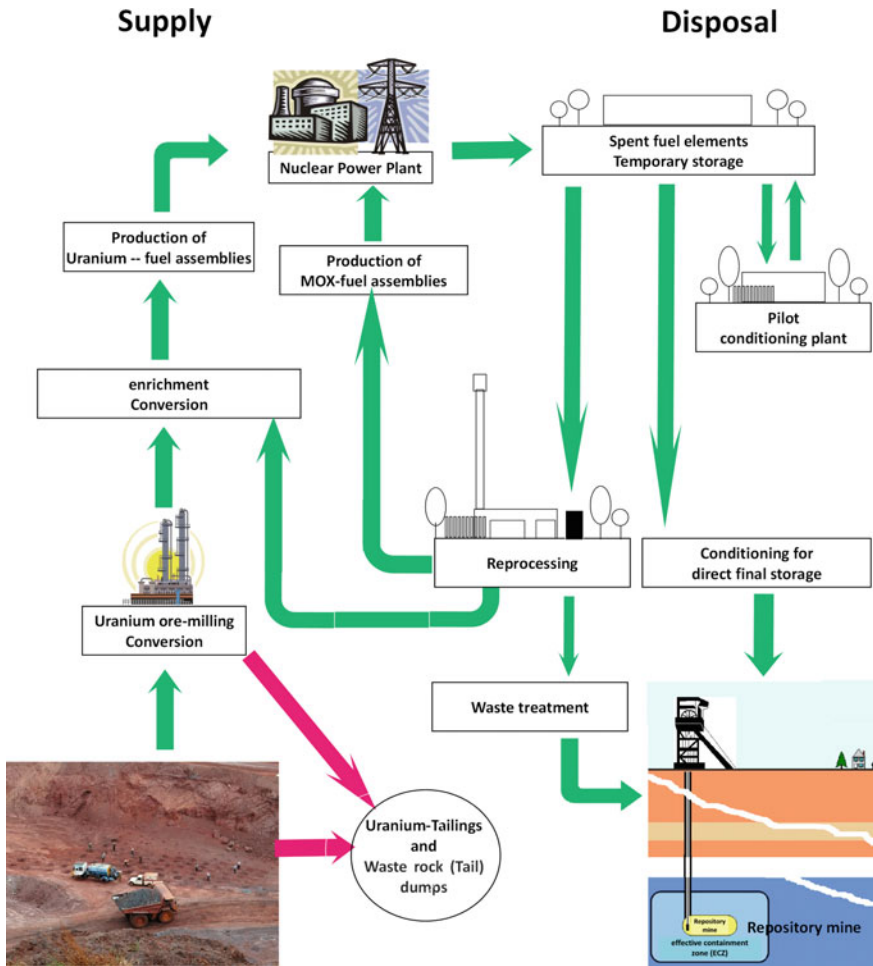 Supply
Disposal
Nuclear Power Plant
Spent fuel elements
Temporary storage
Production of
Uranium -- fuel assemblies
Production of
MOX-fuel assemblies
Pilot
conditioning plant
enrichment
Conversion
Reprocessing
Conditioning for
direct final storage
Uranium ore-milling
Conversion
Waste treatment
Uranium-Tailings
and
Waste rock (Tail)
dumps
Repository
mine
Repository mine
effective containment
zone (ECZ)